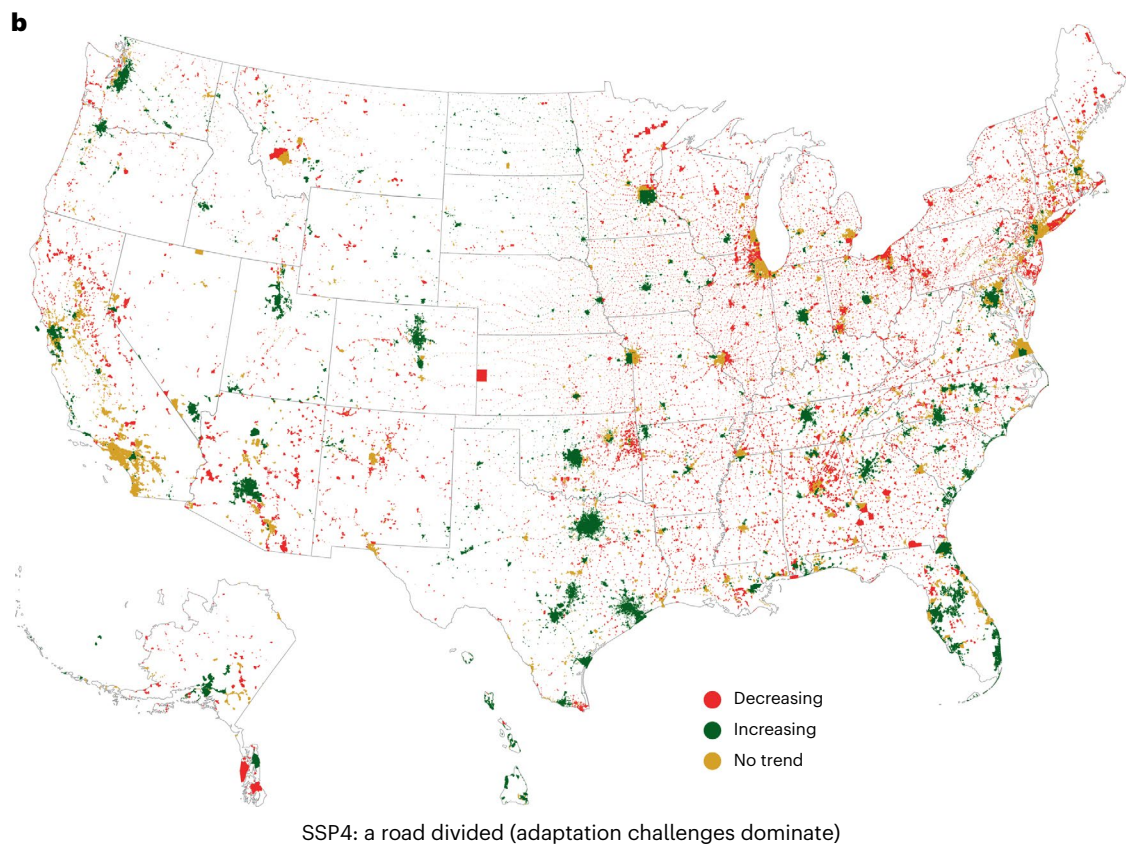 b
Decreasing
Increasing
No trend
SSP4: a road divided (adaptation challenges dominate)